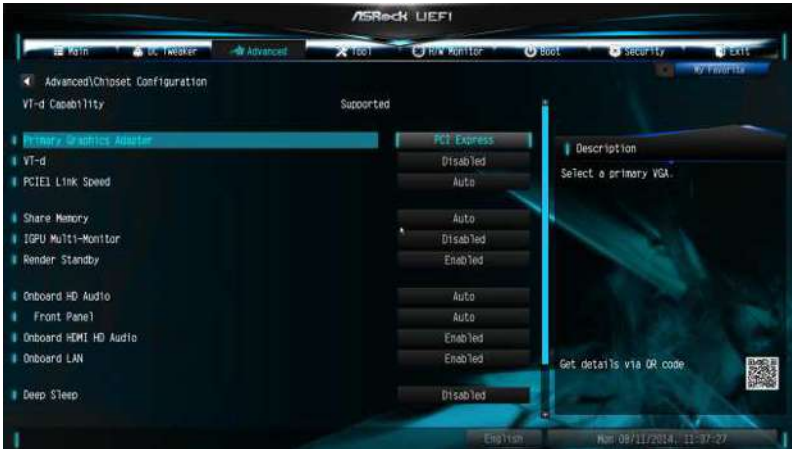 ASRock UEFI
Main
OC Tweaker
Advanced
Tool
H/W Monitor
Boot
Security
Exit
My Favorite
Advanced\Chipset Configuration
VT-d Capability Supported
Primary Graphics Adapter PCI Express
VT-d Disabled
PCIE1 Link Speed Auto
Share Memory Auto
IGPU Multi-Monitor Disabled
Render Standby Enabled
Onboard HD Audio Auto
Front Panel Auto
Onboard HDMI HD Audio Enabled
Onboard LAN Enabled
Deep Sleep Disabled
Description
Select a primary VGA.
Get details via QR code
English
Mon 08/11/2014, 11:37:27